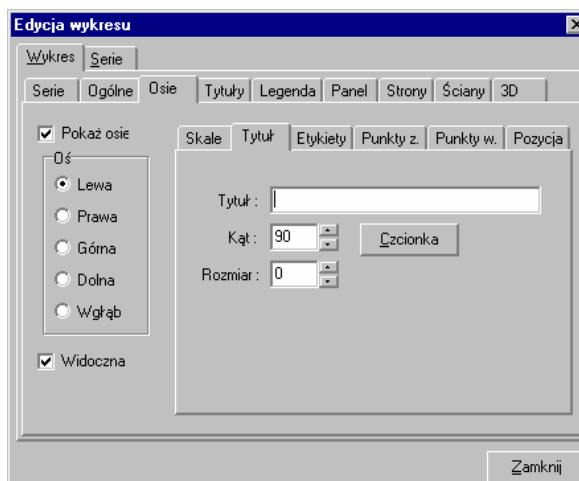 Edycja wykresu
Wykres Serie
Serie Ogólne Osie Tytuły Legenda Panel Strony Ściany 3D
Pokaż osie
Skale Tytuł Etykiety Punkty z. Punkty w. Pozycja
Oś
Lewa
Prawa
Górna
Dolna
Wgłąb
Tytuł :
Kąt : 90 Czcionka
Rozmiar : 0
Widoczna
Zamknij